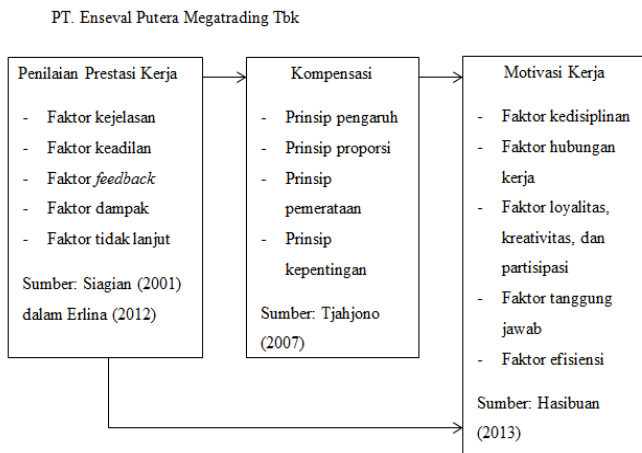 PT. Enseval Putera Megatrading Tbk
Penilaian Prestasi Kerja
- Faktor kejelasan
- Faktor keadilan
- Faktor feedback
- Faktor dampak
- Faktor tidak lanjut
Sumber: Siagian (2001)
dalam Erlina (2012)
Kompensasi
- Prinsip pengaruh
- Prinsip proporsi
- Prinsip
pemerataan
- Prinsip
kepentingan
Sumber: Tjahjono
(2007)
Motivasi Kerja
- Faktor kedisiplinan
- Faktor hubungan
kerja
- Faktor loyalitas,
kreativitas, dan
partisipasi
- Faktor tanggung
jawab
- Faktor efisiensi
Sumber: Hasibuan
(2013)